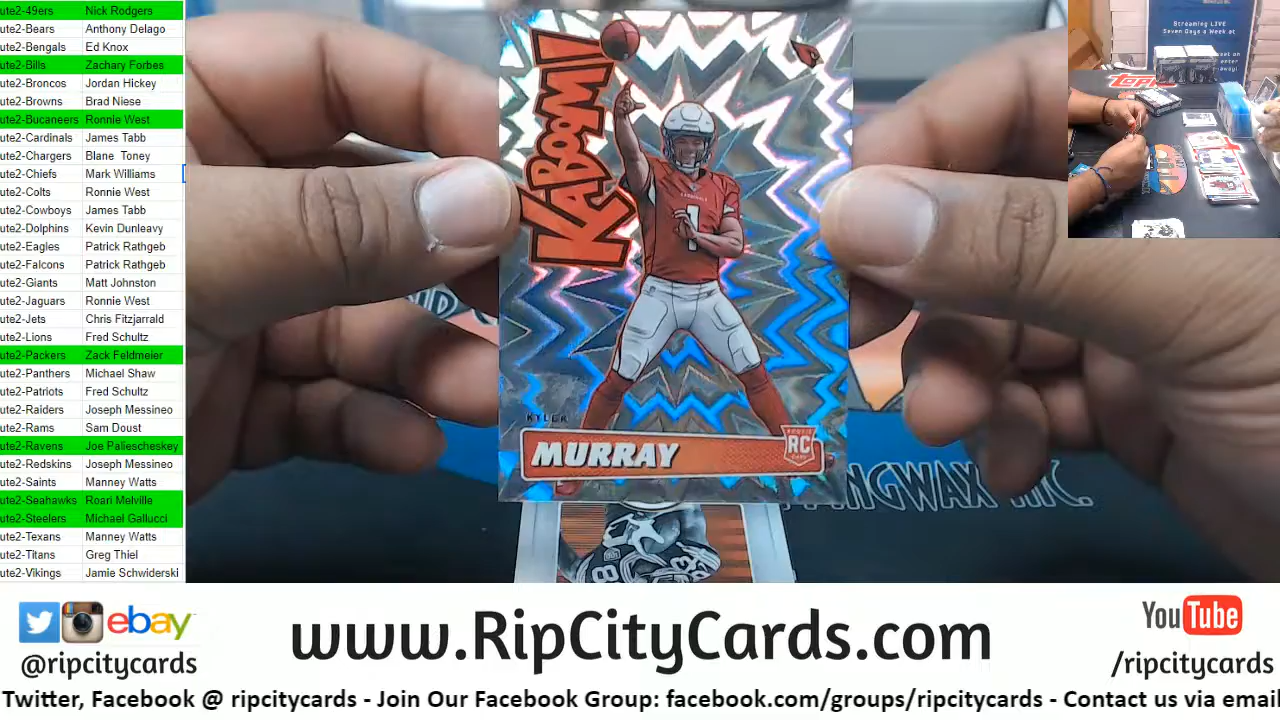 ute2-49ers Nick Rodgers
ute2-Bears Anthony Delago
ute2-Bengals Ed Knox
ute2-Bills Zachary Forbes
ute2-Broncos Jordan Hickey
ute2-Browns Brad Niese
ute2-Bucaneers Ronnie West
ute2-Cardinals James Tabb
ute2-Chargers Blane Toney
ute2-Chiefs Mark Williams
ute2-Colts Ronnie West
ute2-Cowboys James Tabb
ute2-Dolphins Kevin Dunleavy
ute2-Eagles Patrick Rathgeb
ute2-Falcons Patrick Rathgeb
ute2-Giants Matt Johnston
ute2-Jaguars Ronnie West
ute2-Jets Chris Fitzjarrald
ute2-Lions Fred Schultz
ute2-Packers Zack Feldmeier
ute2-Panthers Michael Shaw
ute2-Patriots Fred Schultz
ute2-Raiders Joseph Messineo
ute2-Rams Sam Doust
ute2-Ravens Joe Paliescheskey
ute2-Redskins Joseph Messineo
ute2-Saints Manney Watts
ute2-Seahawks Roari Melville
ute2-Steelers Michael Gallucci
ute2-Texans Manney Watts
ute2-Titans Greg Thiel
ute2-Vikings Jamie Schwiderski
KABOOM!
CARDINALS
1
KYLER
MURRAY
ROOKIE
RC
CARD
Streaming LIVE
Seven Days a Week at
Topps
INGWAX INC.
ebay
@ripcitycards
www.RipCityCards.com
YouTube
/ripcitycards
Twitter, Facebook @ ripcitycards - Join Our Facebook Group: facebook.com/groups/ripcitycards - Contact us via email